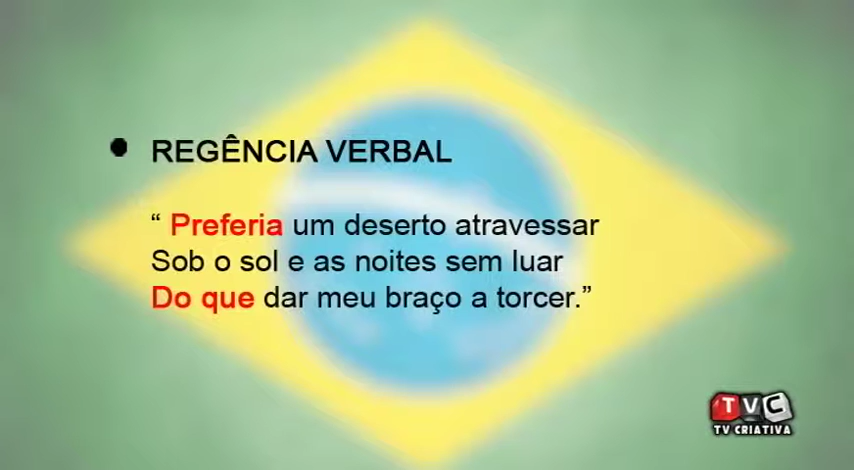 • REGÊNCIA VERBAL
“ Preferia um deserto atravessar
Sob o sol e as noites sem luar
Do que dar meu braço a torcer.”
TVC
TV CRIATIVA